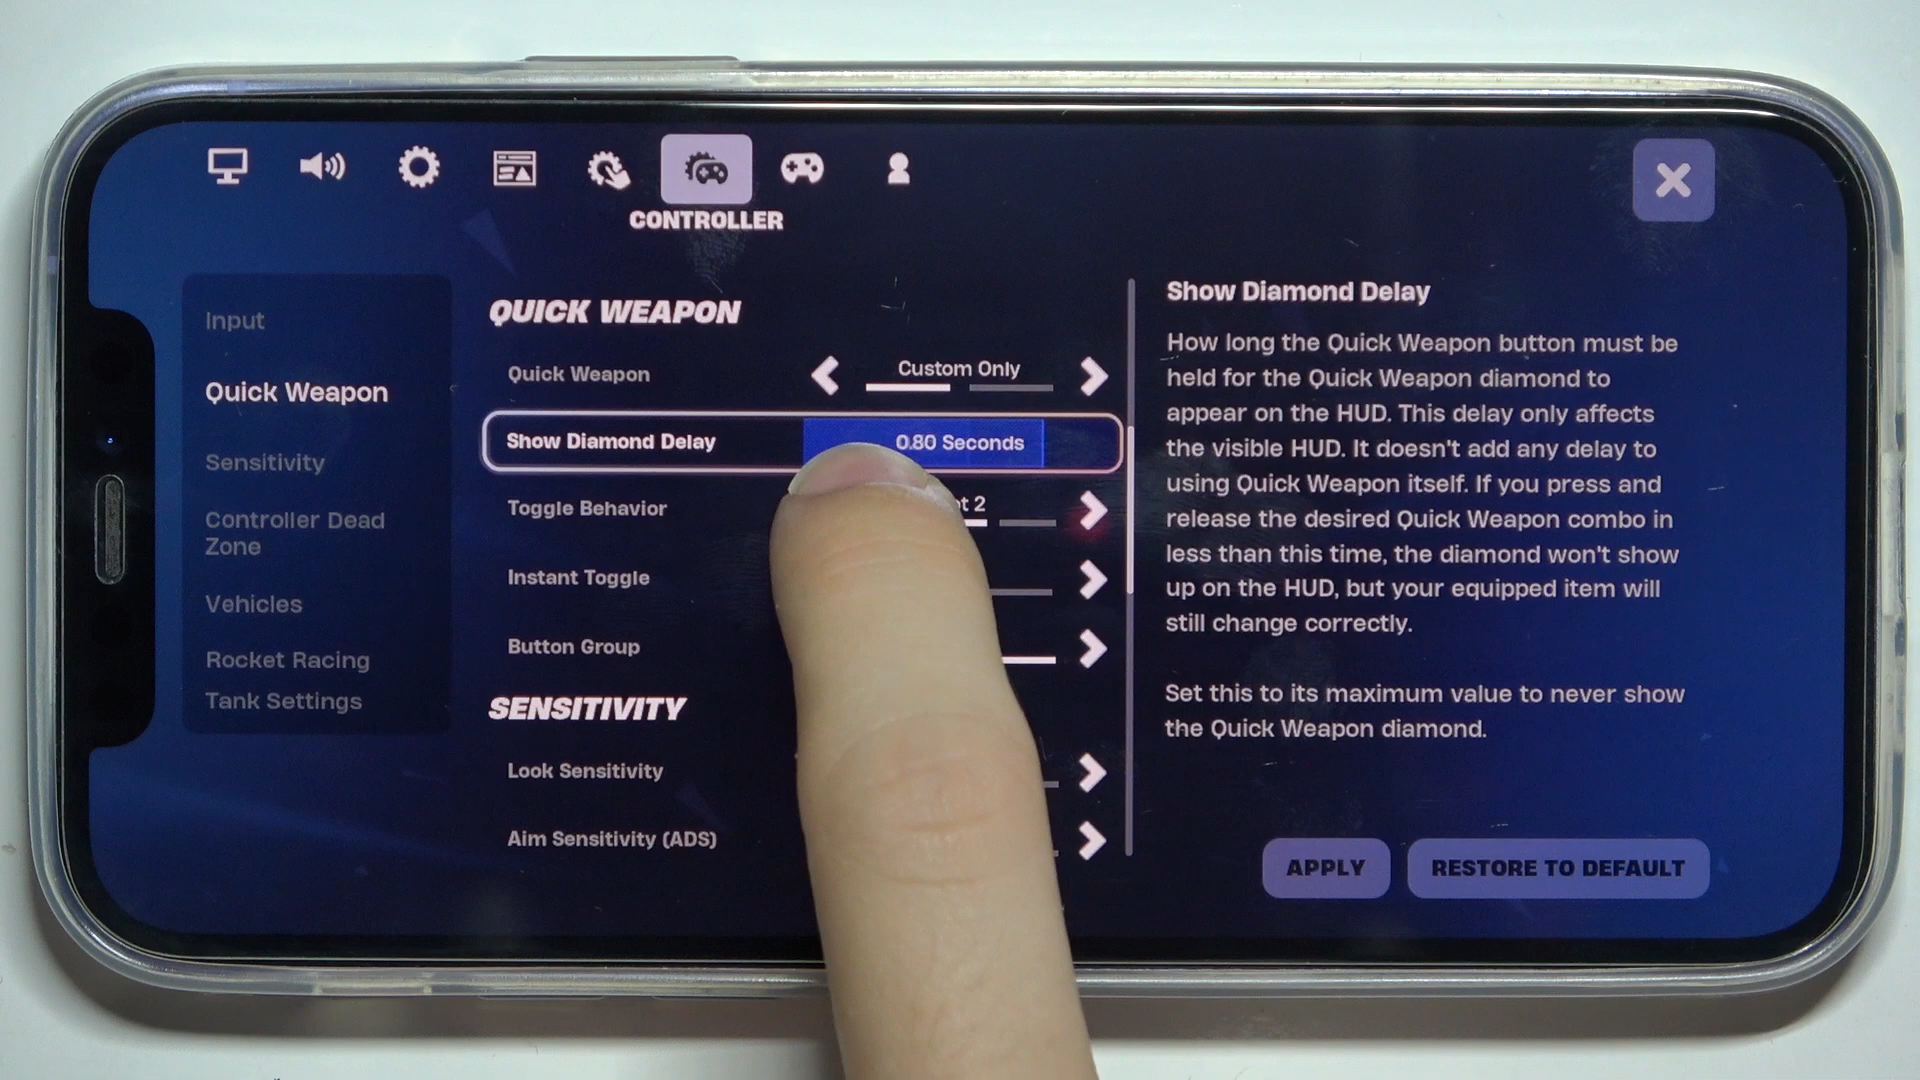 CONTROLLER
Input
Quick Weapon
Sensitivity
Controller Dead
Zone
Vehicles
Rocket Racing
Tank Settings
QUICK WEAPON
Quick Weapon
Custom Only
Show Diamond Delay
0.80 Seconds
Toggle Behavior
2
Instant Toggle
Button Group
SENSITIVITY
Look Sensitivity
Aim Sensitivity (ADS)
Show Diamond Delay
How long the Quick Weapon button must be
held for the Quick Weapon diamond to
appear on the HUD. This delay only affects
the visible HUD. It doesn't add any delay to
using Quick Weapon itself. If you press and
release the desired Quick Weapon combo in
less than this time, the diamond won't show
up on the HUD, but your equipped item will
still change correctly.
Set this to its maximum value to never show
the Quick Weapon diamond.
APPLY
RESTORE TO DEFAULT